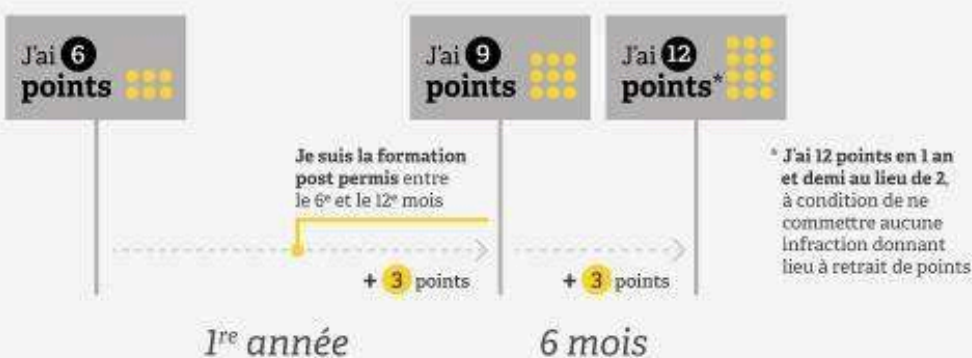 J'ai 6
points
J'ai 9
points
J'ai 12
points*
Je suis la formation
post permis entre
le 6e et le 12e mois
* J'ai 12 points en 1 an
et demi au lieu de 2,
à condition de ne
commettre aucune
infraction donnant
lieu à retrait de points
+ 3 points
+ 3 points
1re année
6 mois